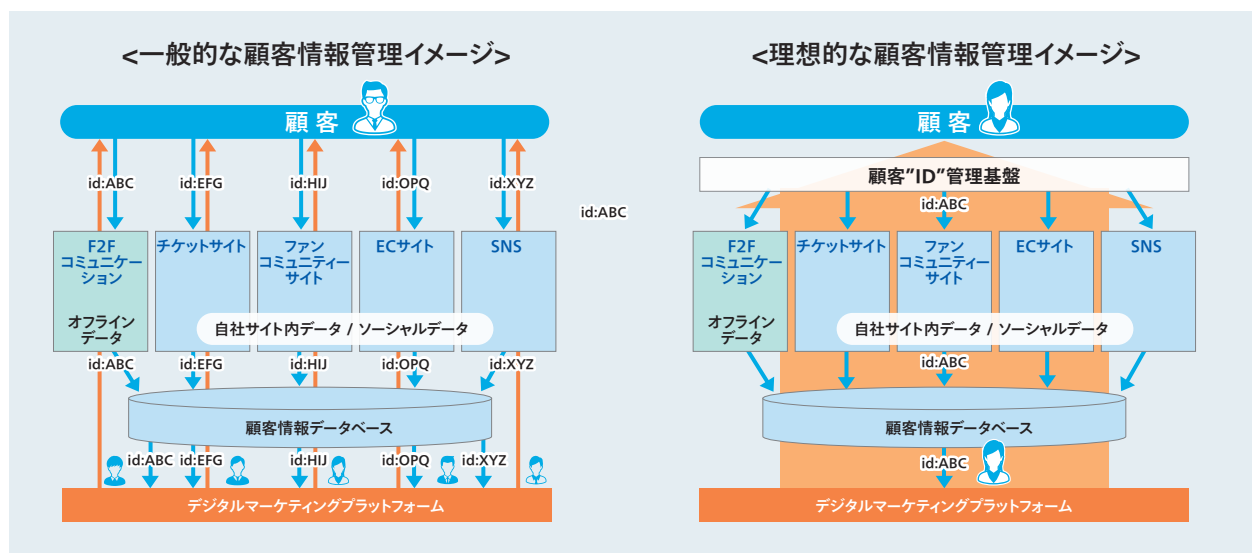 <一般的な顧客情報管理イメージ>
顧客
id:ABC
id:EFG
id:HIJ
id:OPQ
id:XYZ
F2F
コミュニケー
ション
オフライン
データ
チケットサイト
ファン
コミュニティー
サイト
ECサイト
SNS
自社サイト内データ / ソーシャルデータ
id:ABC
id:EFG
id:HIJ
id:OPQ
id:XYZ
顧客情報データベース
id:ABC
id:EFG
id:HIJ
id:OPQ
id:XYZ
デジタルマーケティングプラットフォーム
id:ABC
<理想的な顧客情報管理イメージ>
顧客
顧客”ID”管理基盤
id:ABC
F2F
コミュニケー
ション
オフライン
データ
チケットサイト
ファン
コミュニティー
サイト
ECサイト
SNS
自社サイト内データ / ソーシャルデータ
id:ABC
顧客情報データベース
id:ABC
デジタルマーケティングプラットフォーム